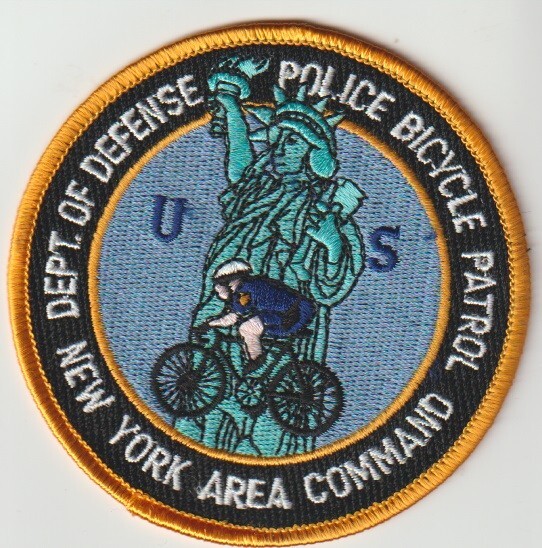 DEPT. OF DEFENSE POLICE BICYCLE PATROL
U S
NEW YORK AREA COMMAND